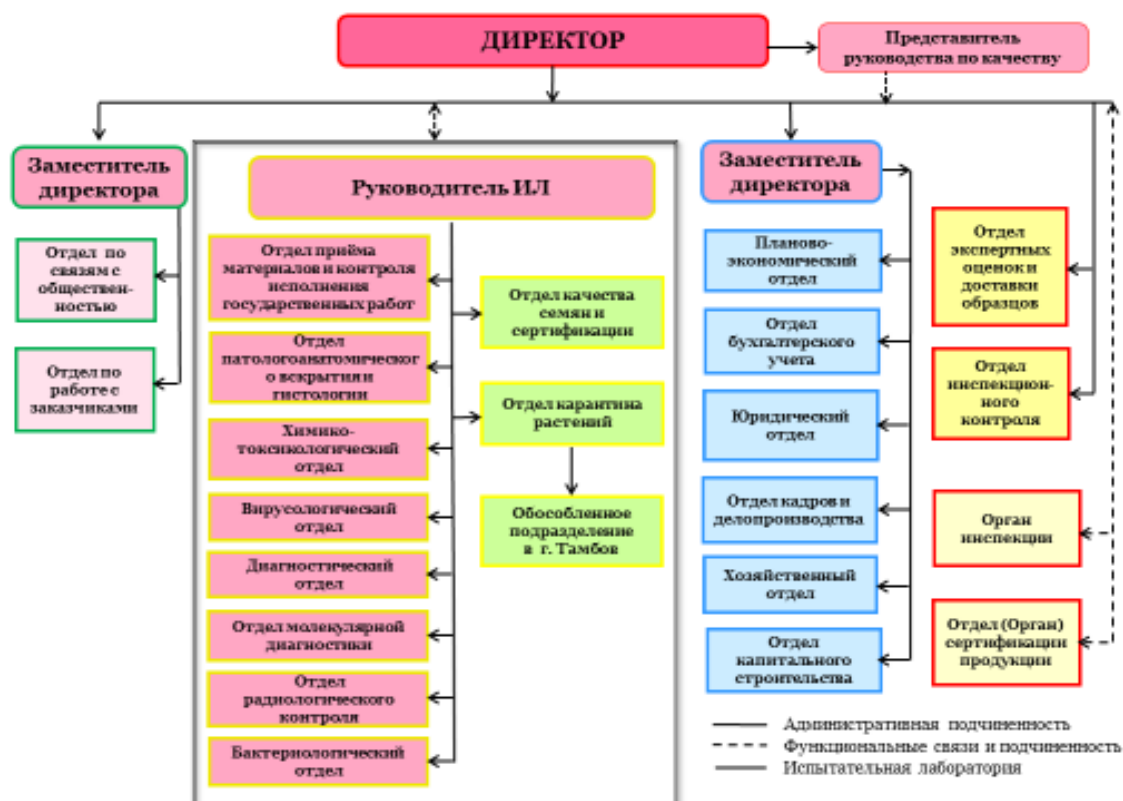 ДИРЕКТОР
Представитель
руководства по качеству
Заместитель
директора
Отдел по
связям с
общественн-
ностью
Отдел по
работе с
заказчиками
Руководитель ИЛ
Отдел приёма
материалов и контроля
исполнения
государственных работ
Отдел
патологоанатомическог
о вскрытия и
гистологии
Химико-
токсикологический
отдел
Вирусологический
отдел
Диагностический
отдел
Отдел молекулярной
диагностики
Отдел
радиологического
контроля
Бактериологический
отдел
Отдел качества
семян и
сертификации
Отдел карантина
растений
Обособленное
подразделение
в г. Тамбов
Заместитель
директора
Планово-
экономический
отдел
Отдел
бухгалтерского
учета
Юридический
отдел
Отдел кадров и
делопроизводства
Хозяйственный
отдел
Отдел
капитального
строительства
Отдел
экспертных
оценок и
доставки
образцов
Отдел
инспекцион-
ного
контроля
Орган
инспекции
Отдел (Орган)
сертификации
продукции
Административная подчиненность
Функциональные связи и подчиненность
Испытательная лаборатория